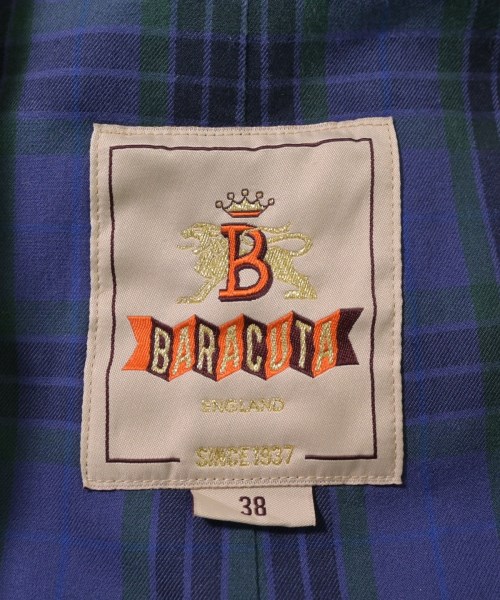 B
BARACUTA
ENGLAND
SINCE 1937
38